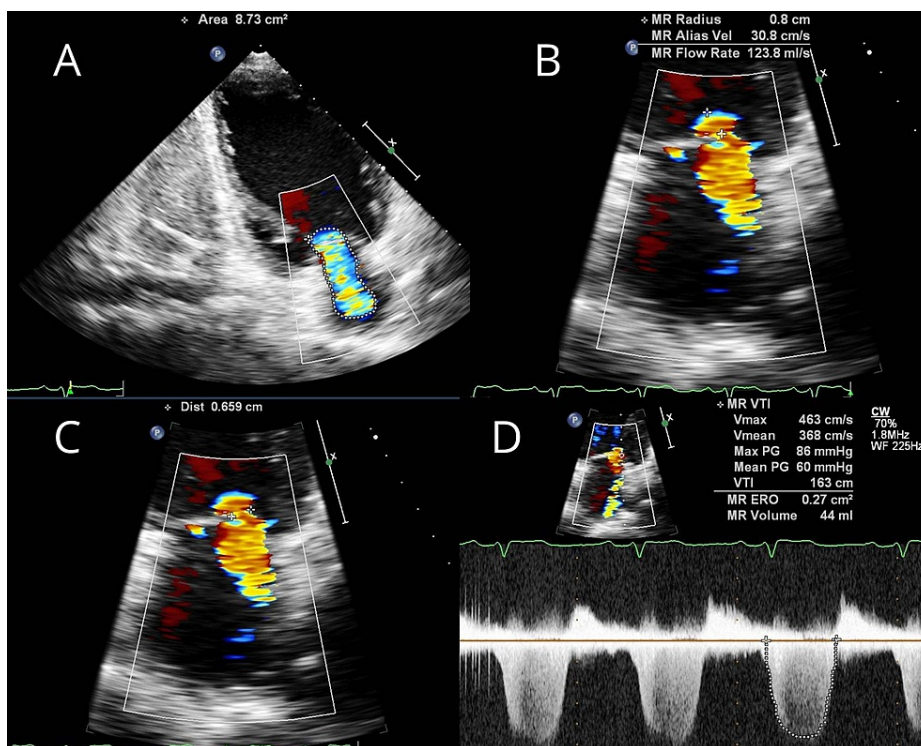 ✧ Area 8.73 cm²
P
A
✧ MR Radius 0.8 cm
MR Alias Vel 30.8 cm/s
MR Flow Rate 123.8 ml/s
P
B
X
X
✧ Dist 0.659 cm
P
C
X
✧ MR VTI
Vmax 463 cm/s
Vmean 368 cm/s
Max PG 86 mmHg
Mean PG 60 mmHg
VTI 163 cm
MR ERO 0.27 cm²
MR Volume 44 ml
P
D
X
CW
70%
1.8MHz
WF 225Hz